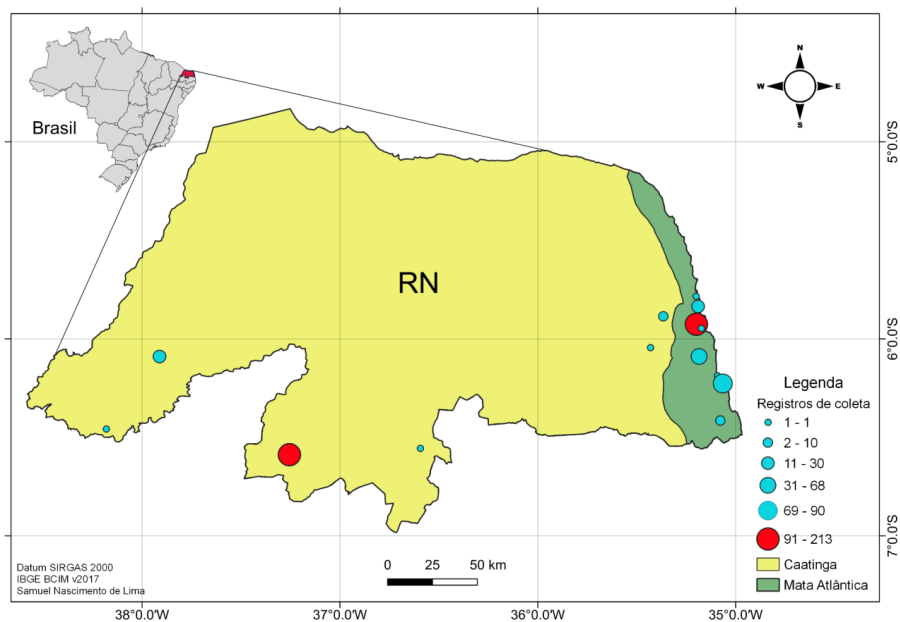 Brasil
N
W
E
S
5°0.0'S
RN
6°0.0'S
Legenda
Registros de coleta
1 - 1
2 - 10
11 - 30
31 - 68
69 - 90
91 - 213
Caatinga
Mata Atlântica
7°0.0'S
0 25 50 km
Datum SIRGAS 2000
IBGE BCIM v2017
Samuel Nascimento de Lima
38°0.0'W 37°0.0'W 36°0.0'W 35°0.0'W